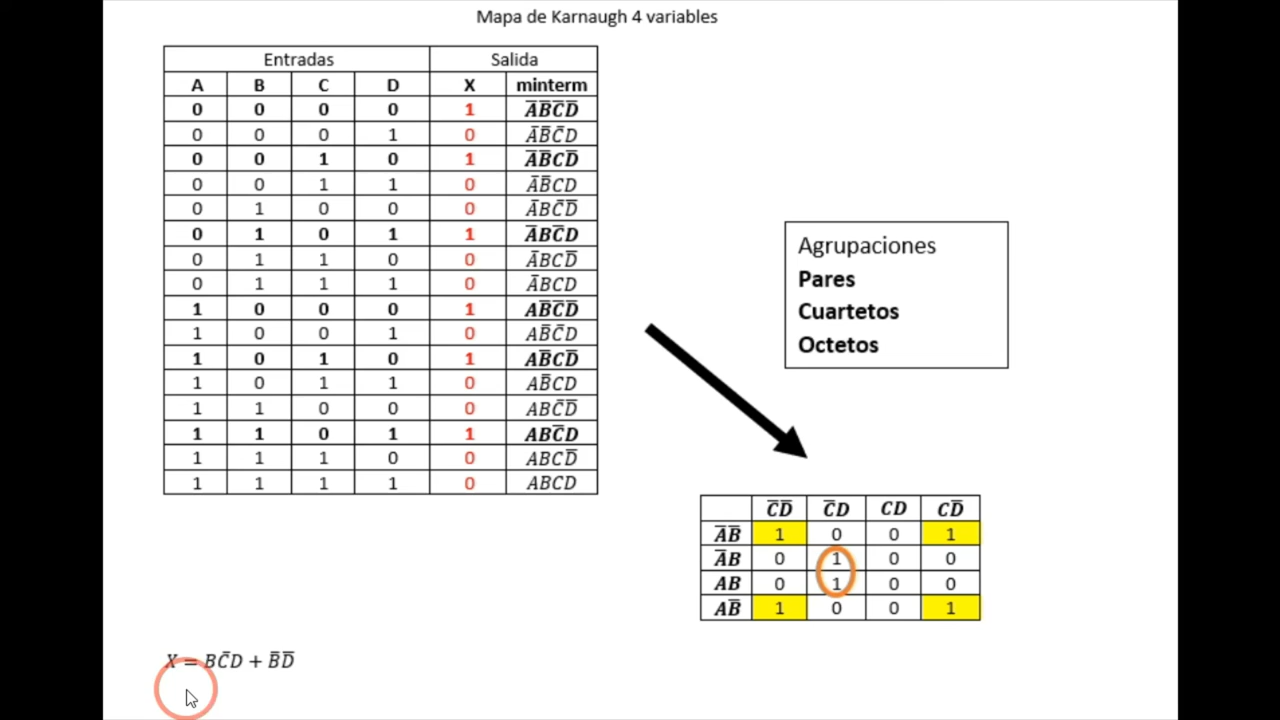 Mapa de Karnaugh 4 variables
Entradas Salida
A B C D X minterm
0 0 0 0 1 A̅B̅C̅D̅
0 0 0 1 0 A̅B̅C̅D
0 0 1 0 1 A̅B̅CD̅
0 0 1 1 0 A̅B̅CD
0 1 0 0 0 A̅BC̅D̅
0 1 0 1 1 A̅BC̅D
0 1 1 0 0 A̅BCD̅
0 1 1 1 0 A̅BCD
1 0 0 0 1 AB̅C̅D̅
1 0 0 1 0 AB̅C̅D
1 0 1 0 1 AB̅CD̅
1 0 1 1 0 AB̅CD
1 1 0 0 0 ABC̅D̅
1 1 0 1 1 ABC̅D
1 1 1 0 0 ABCD̅
1 1 1 1 0 ABCD
Agrupaciones
Pares
Cuartetos
Octetos
C̅D̅ C̅D CD CD̅
A̅B̅ 1 0 0 1
A̅B 0 1 0 0
AB 0 1 0 0
AB̅ 1 0 0 1
X = BC̅D + B̅D̅